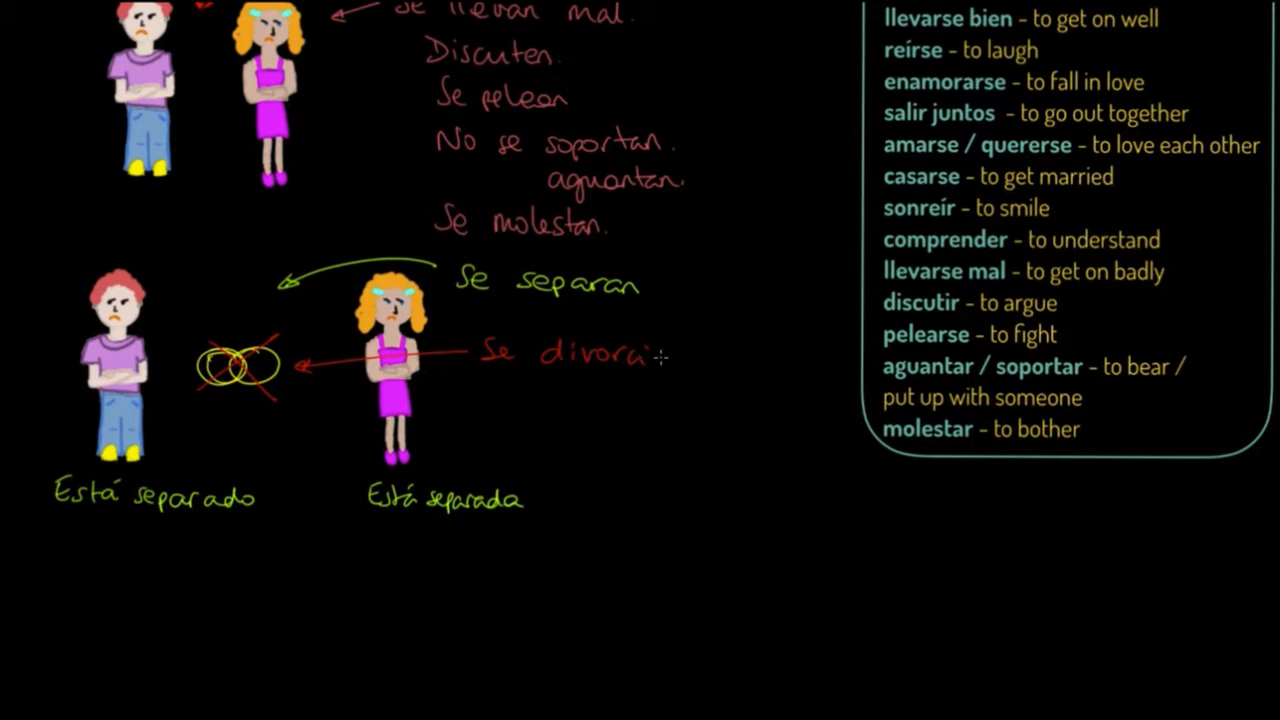 Se llevan mal.
Discuten.
Se pelean
No se soportan.
aguantan.
Se molestan.
Se separan
Se divorci
Está separado
Está separada
llevarse bien - to get on well
reírse - to laugh
enamorarse - to fall in love
salir juntos - to go out together
amarse / quererse - to love each other
casarse - to get married
sonreír - to smile
comprender - to understand
llevarse mal - to get on badly
discutir - to argue
pelearse - to fight
aguantar / soportar - to bear /
put up with someone
molestar - to bother